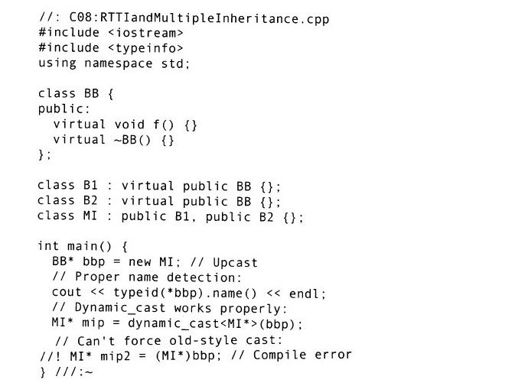 //: C08:RTTIandMultipleInheritance.cpp
#include <iostream>
#include <typeinfo>
using namespace std;

class BB {
public:
  virtual void f() {}
  virtual ~BB() {}
};

class B1 : virtual public BB {};
class B2 : virtual public BB {};
class MI : public B1, public B2 {};

int main() {
  BB* bbp = new MI; // Upcast
  // Proper name detection:
  cout << typeid(*bbp).name() << endl;
  // Dynamic_cast works properly:
  MI* mip = dynamic_cast<MI*>(bbp);
  // Can't force old-style cast:
//! MI* mip2 = (MI*)bbp; // Compile error
} ///:~